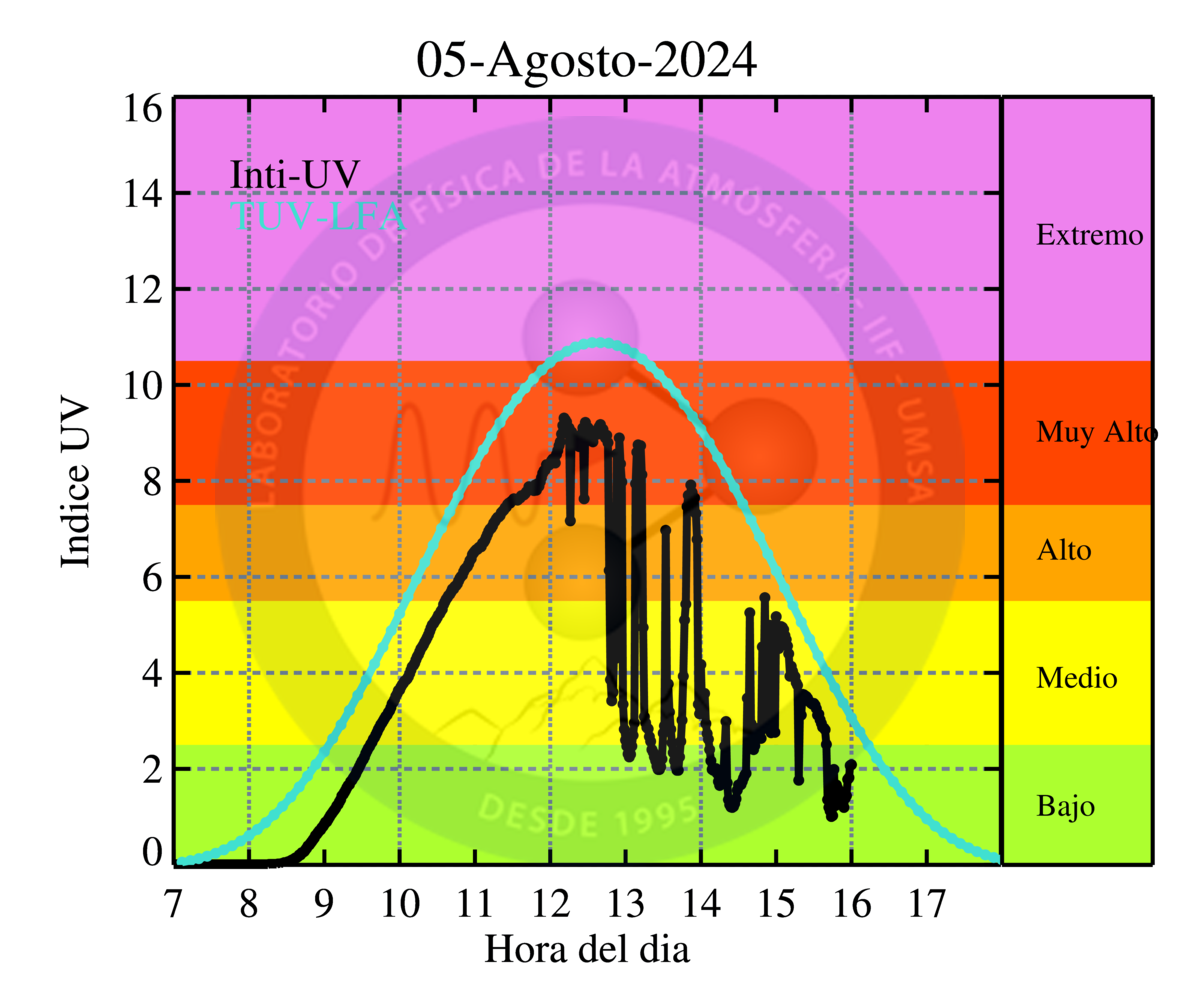 05-Agosto-2024
16
14
12
10
8
6
4
2
0
Indice UV
Inti-UV
TUV-LFA
LABORATORIO DE FÍSICA DE LA ATMÓSFERA - IIF - UMSA
DESDE 1995
Extremo
Muy Alto
Alto
Medio
Bajo
7 8 9 10 11 12 13 14 15 16 17
Hora del dia